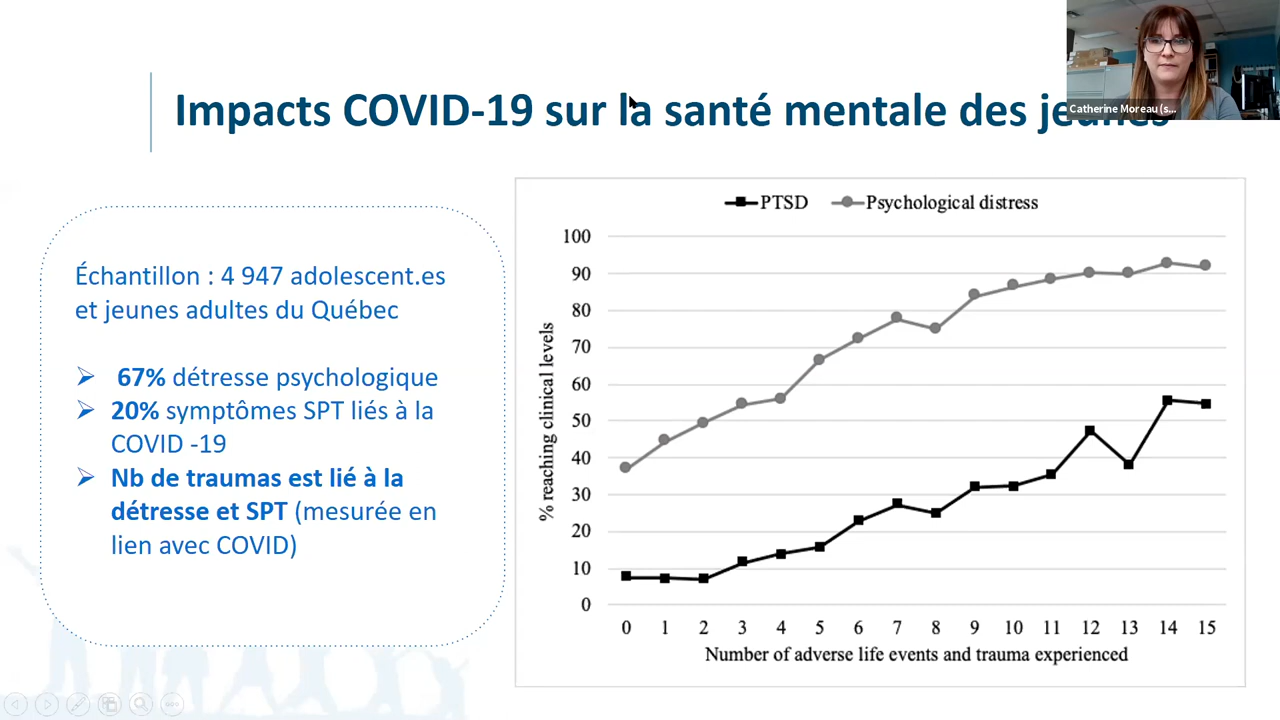 Impacts COVID-19 sur la santé mentale des jeunes
Catherine Moreau (s...
Échantillon : 4 947 adolescent.es
et jeunes adultes du Québec
67% détresse psychologique
20% symptômes SPT liés à la
COVID -19
Nb de traumas est lié à la
détresse et SPT (mesurée en
lien avec COVID)
PTSD Psychological distress
% reaching clinical levels
100
90
80
70
60
50
40
30
20
10
0
0 1 2 3 4 5 6 7 8 9 10 11 12 13 14 15
Number of adverse life events and trauma experienced